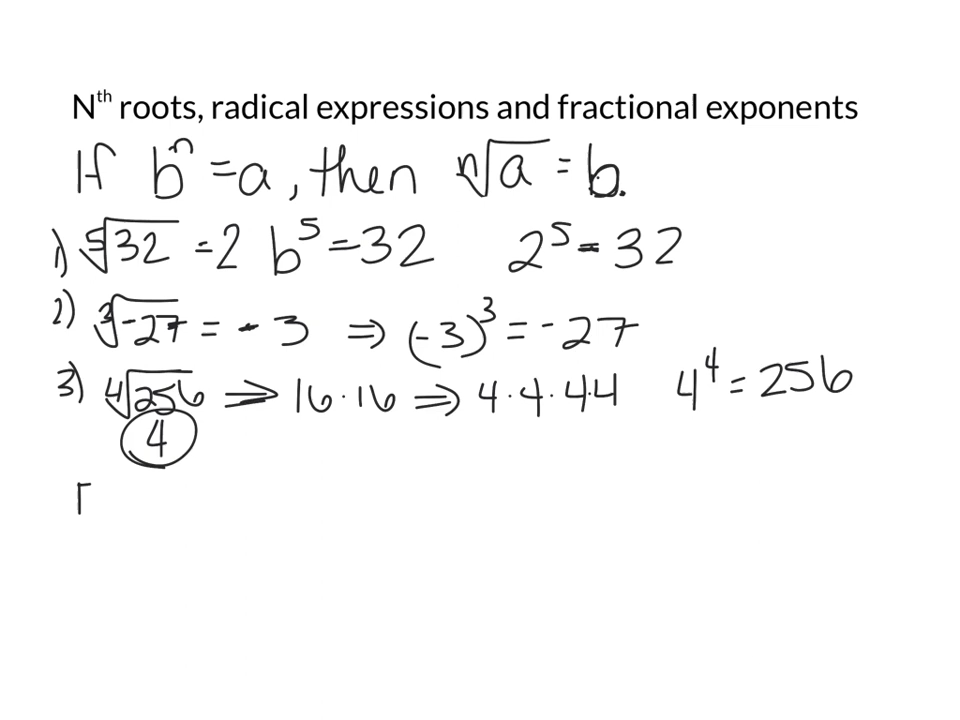 Nth roots, radical expressions and fractional exponents
If bⁿ = a, then ⁿ√a = b.
1) ⁵√32 = 2 b⁵ = 32 2⁵ = 32
2) ³√-27 = -3 ⇒ (-3)³ = -27
3) ⁴√256 ⇒ 16·16 ⇒ 4·4·4·4 4⁴ = 256
4